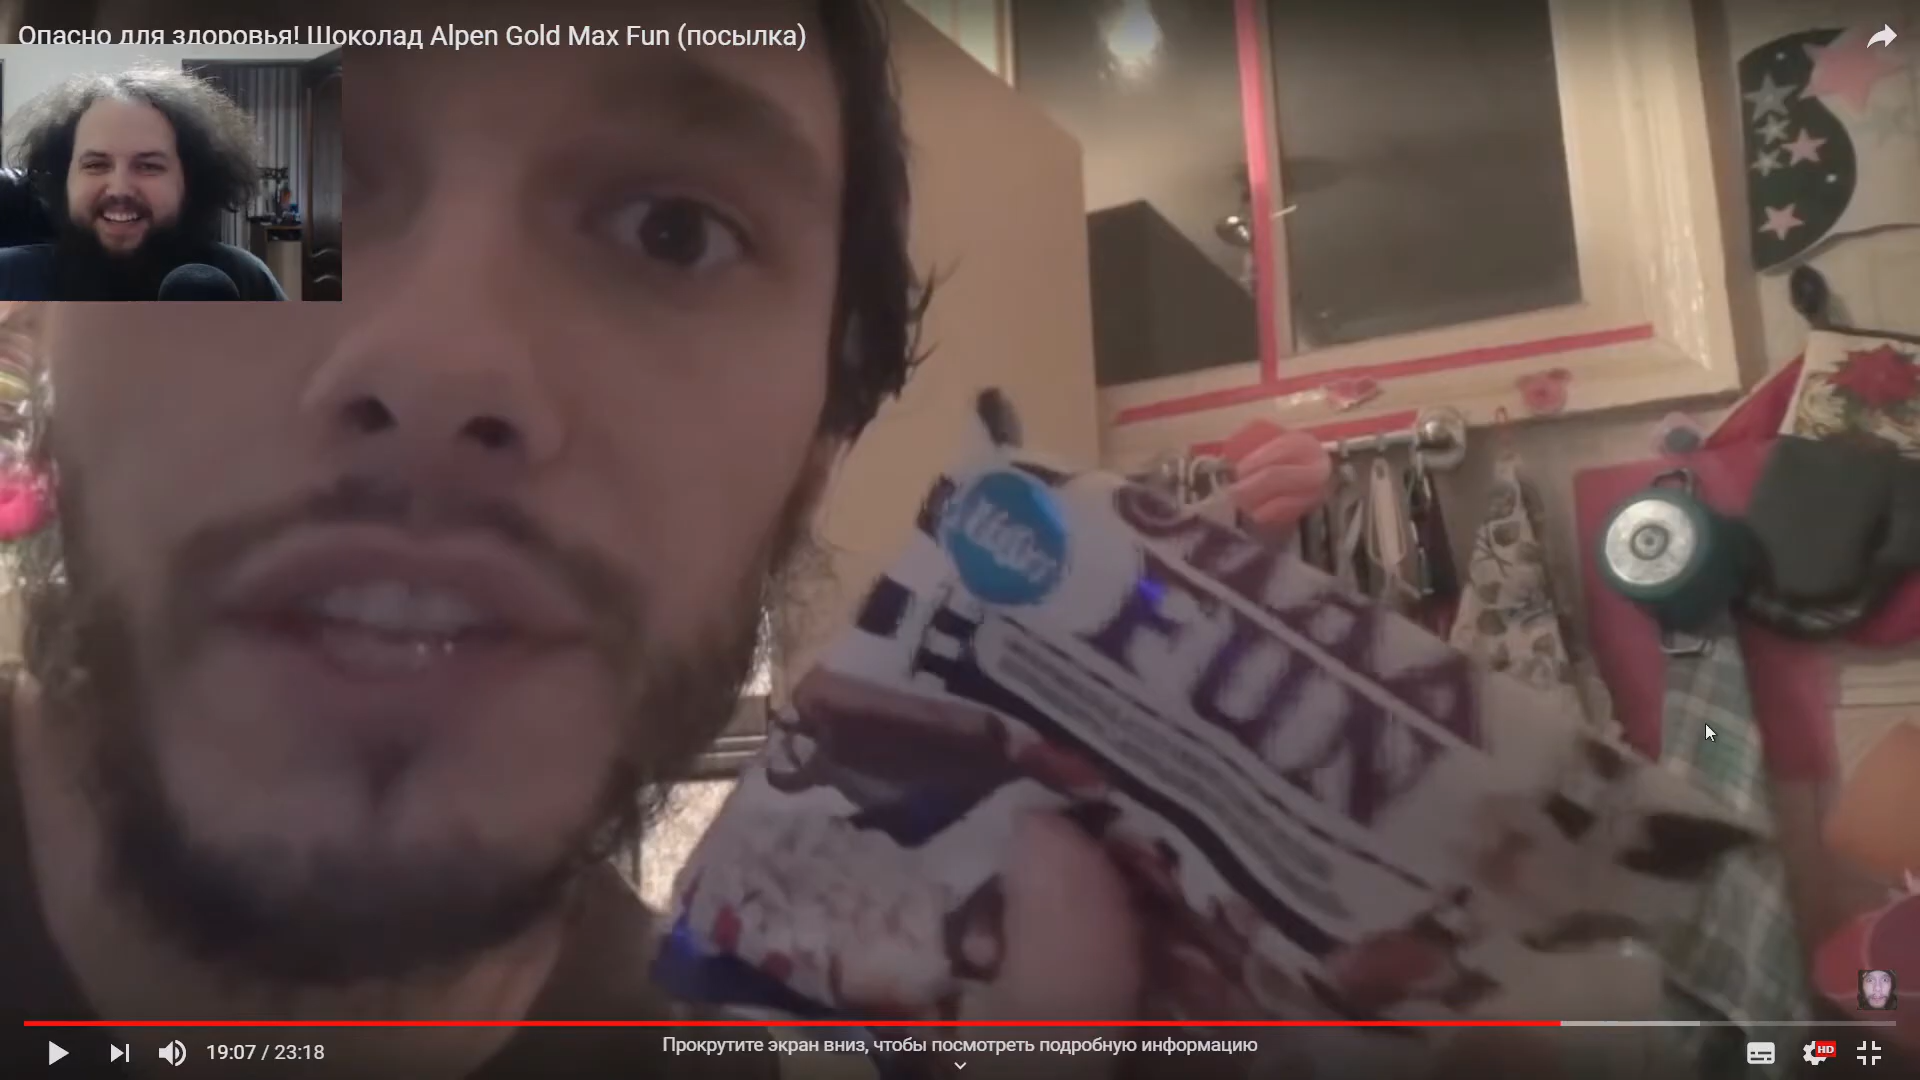 Опасно для здоровья! Шоколад Alpen Gold Max Fun (посылка)
FUN
19:07 / 23:18
Прокрутите экран вниз, чтобы посмотреть подробную информацию
HD